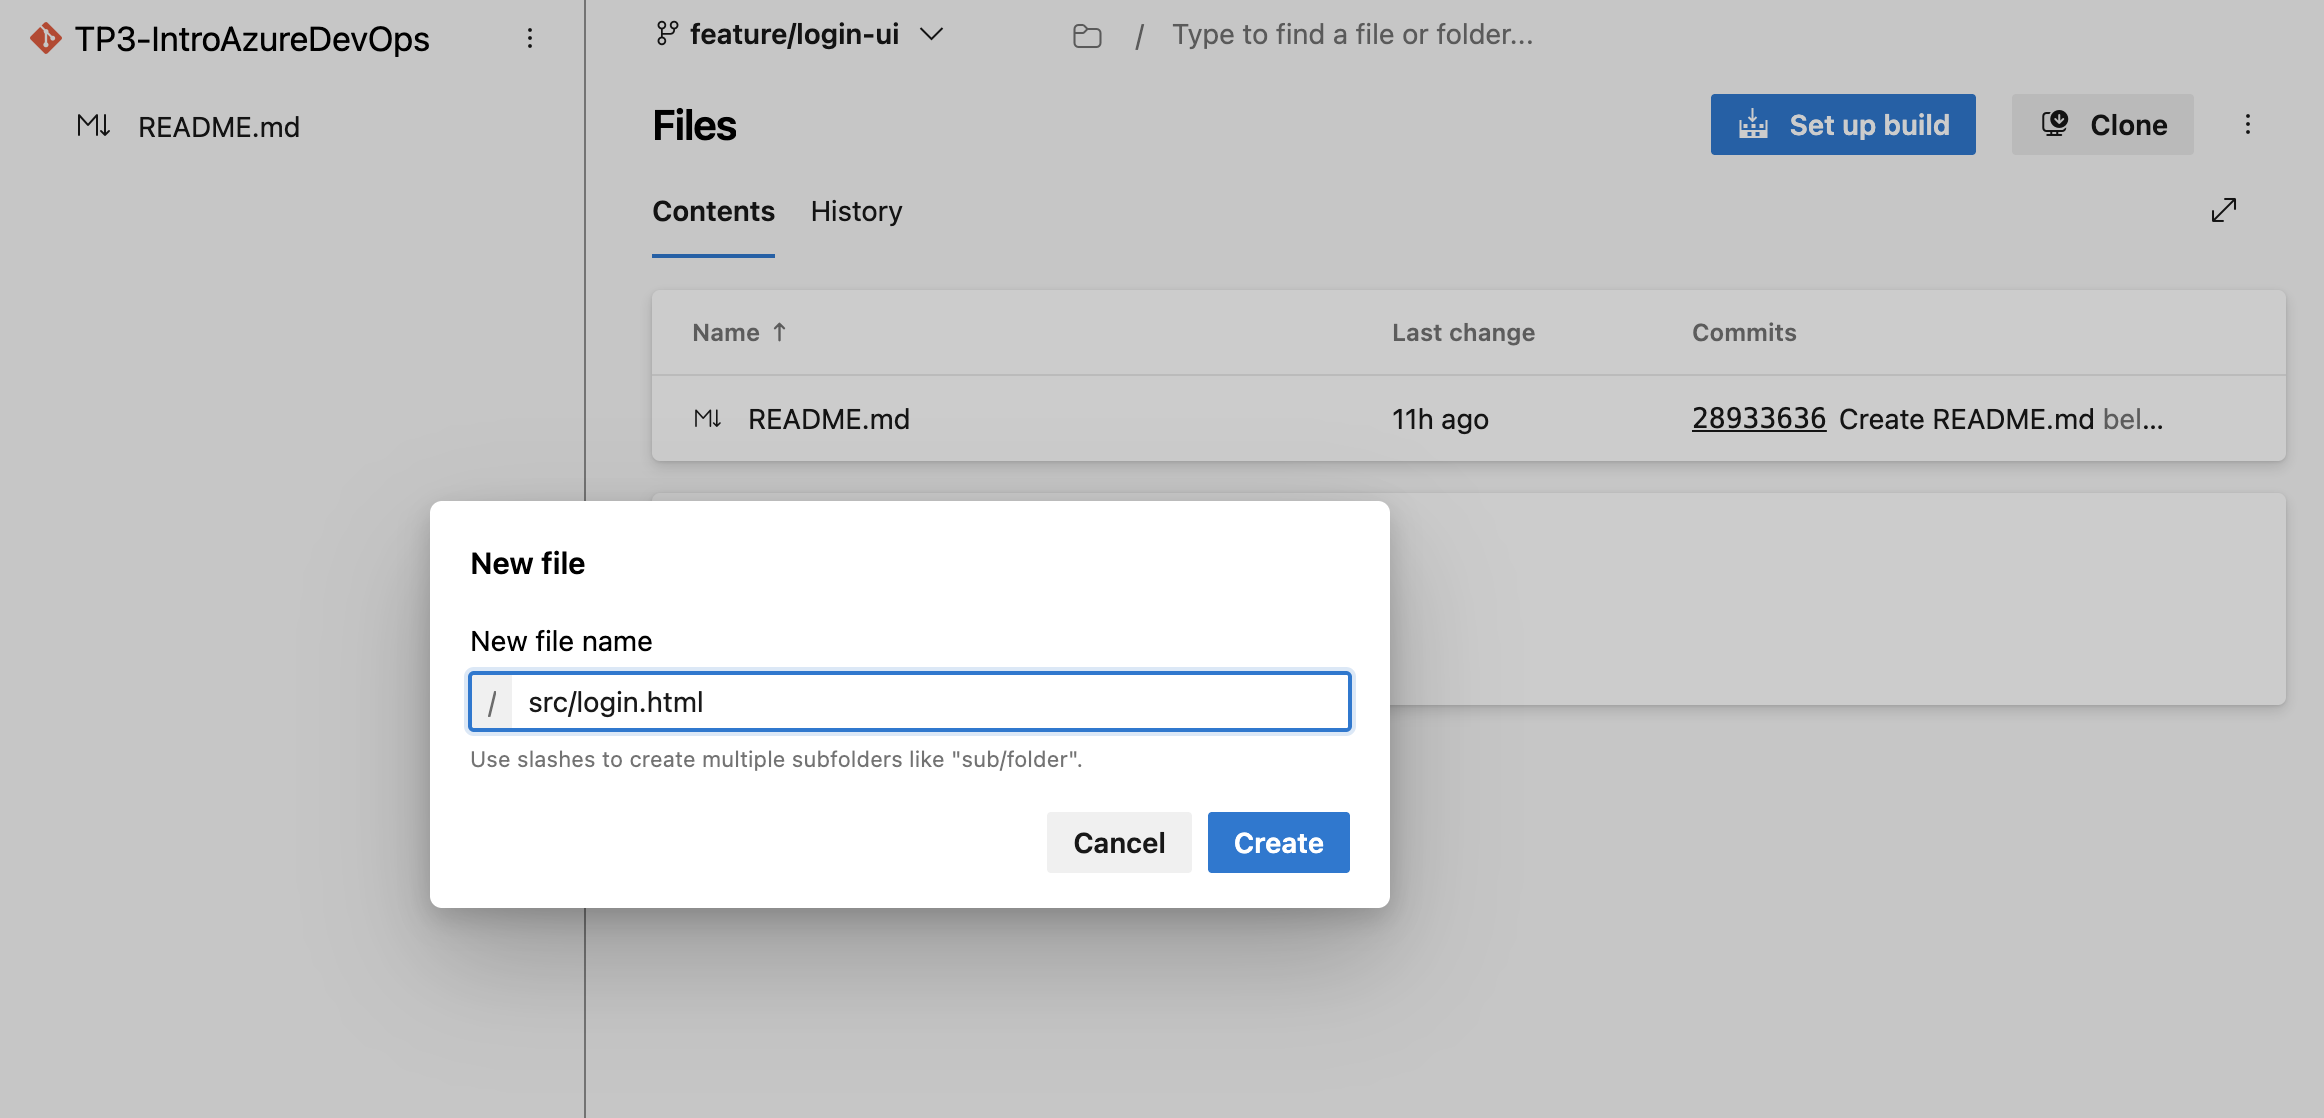 TP3-IntroAzureDevOps
README.md
feature/login-ui
/ Type to find a file or folder...
Files
Set up build
Clone
Contents
History
Name ↑
Last change
Commits
README.md
11h ago
28933636 Create README.md bel...
New file
New file name
/ src/login.html
Use slashes to create multiple subfolders like "sub/folder".
Cancel
Create